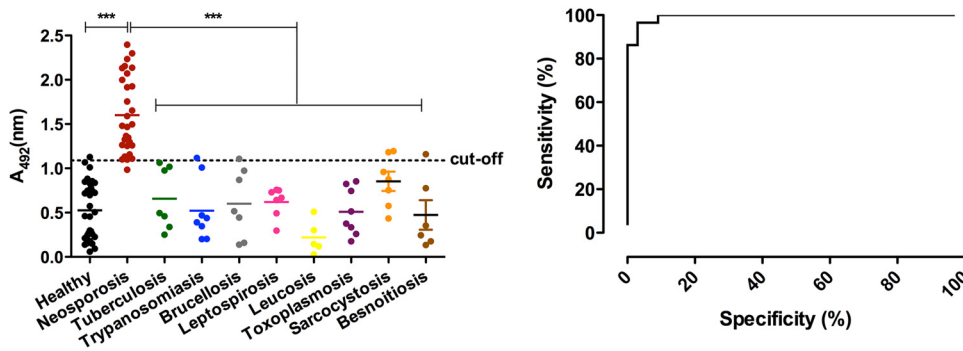 *** ***
2.5
2.0
1.5
1.0
0.5
0.0
A492(nm)
cut-off
Healthy
Neosporosis
Tuberculosis
Trypanosomiasis
Brucellosis
Leptospirosis
Leucosis
Toxoplasmosis
Sarcocystosis
Besnoitiosis
100
80
60
40
20
0
Sensitivity (%)
0 20 40 60 80 100
Specificity (%)